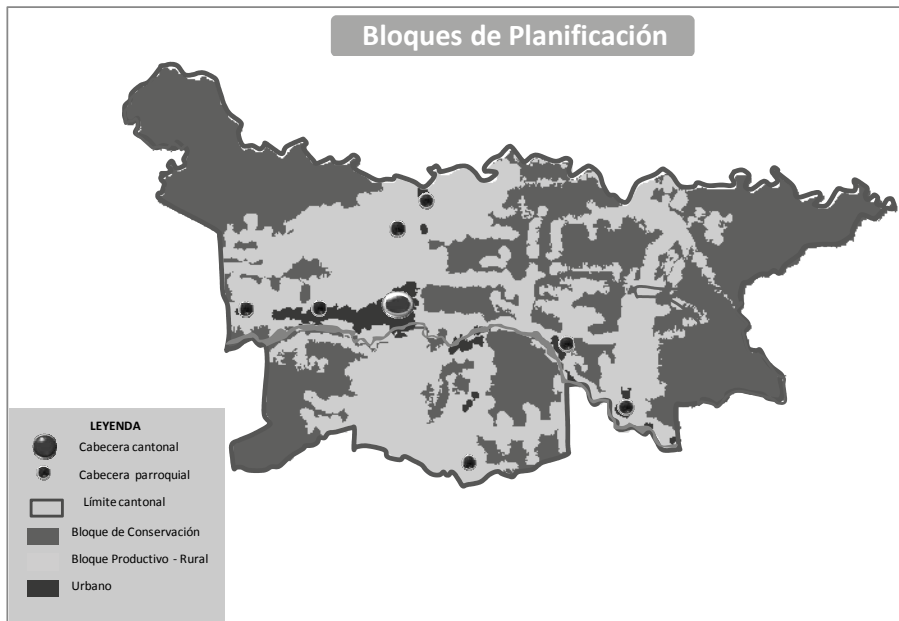 Bloques de Planificación
LEYENDA
Cabecera cantonal
Cabecera parroquial
Límite cantonal
Bloque de Conservación
Bloque Productivo - Rural
Urbano